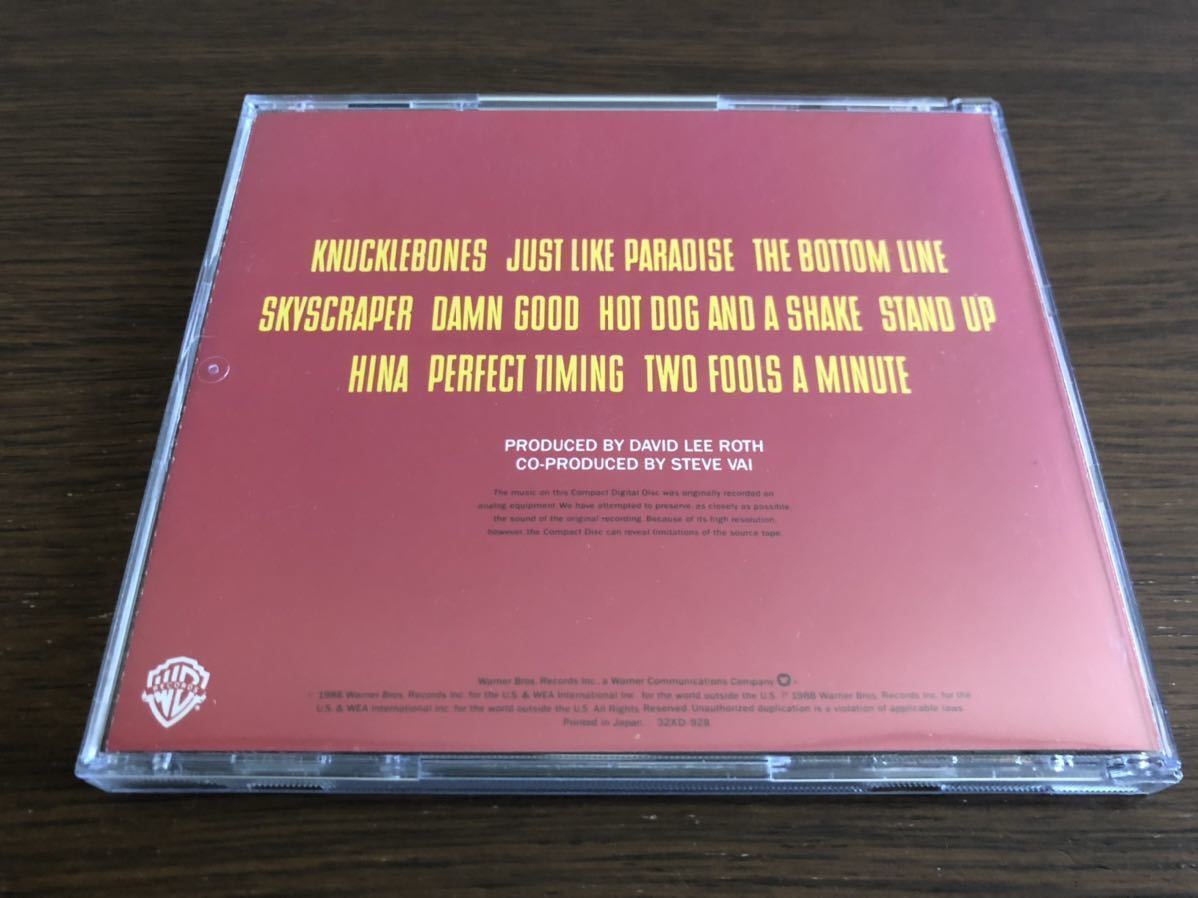 KNUCKLEBONES JUST LIKE PARADISE THE BOTTOM LINE
SKYSCRAPER DAMN GOOD HOT DOG AND A SHAKE STAND UP
HINA PERFECT TIMING TWO FOOLS A MINUTE
PRODUCED BY DAVID LEE ROTH
CO-PRODUCED BY STEVE VAI
The music on this Compact Digital Disc was originally recorded on
analog equipment. We have attempted to preserve, as closely as possible,
the sound of the original recording. Because of its high resolution,
however, the Compact Disc can reveal limitations of the source tape.
WB
RECORDS
Warner Bros. Records Inc., a Warner Communications Company
© 1988 Warner Bros. Records Inc. for the U.S. & WEA International Inc. for the world outside the U.S. ℗ 1988 Warner Bros. Records Inc. for the
U.S. & WEA International Inc. for the world outside the U.S. All Rights Reserved. Unauthorized duplication is a violation of applicable laws.
Printed in Japan. 32XD-928